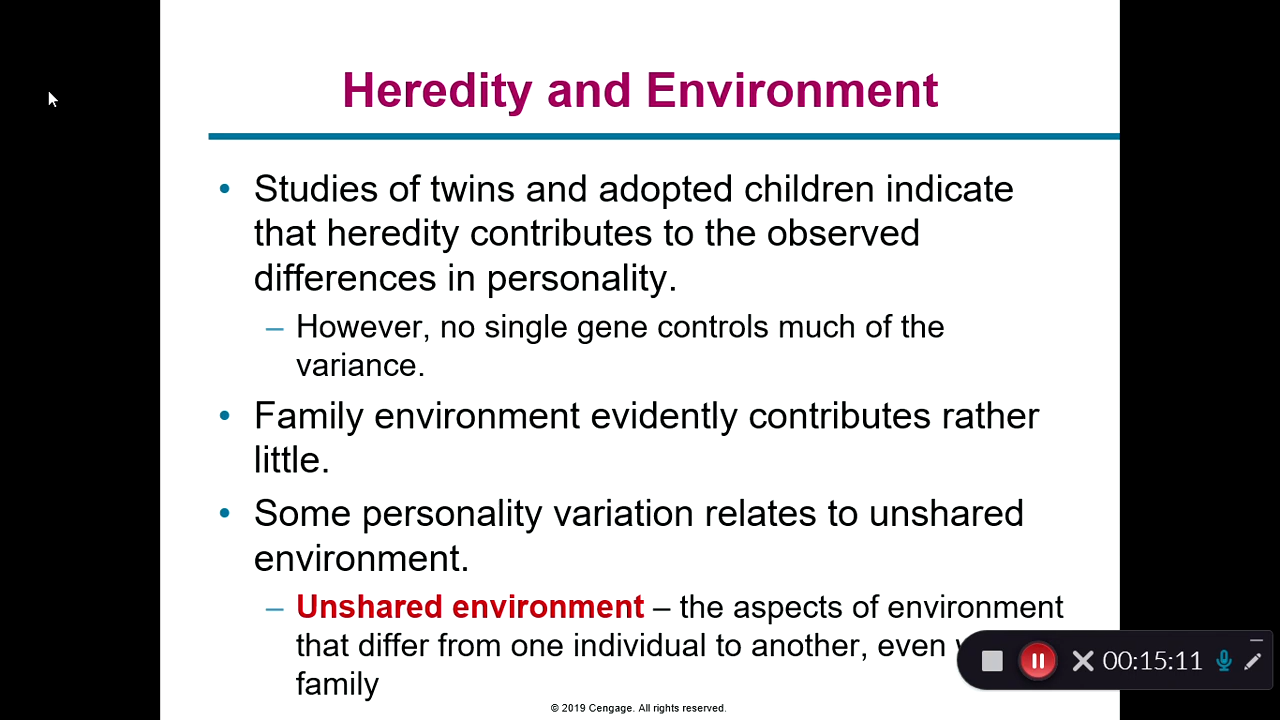 Heredity and Environment
• Studies of twins and adopted children indicate
that heredity contributes to the observed
differences in personality.
– However, no single gene controls much of the
variance.
• Family environment evidently contributes rather
little.
• Some personality variation relates to unshared
environment.
– Unshared environment – the aspects of environment
that differ from one individual to another, even
family
00:15:11
© 2019 Cengage. All rights reserved.